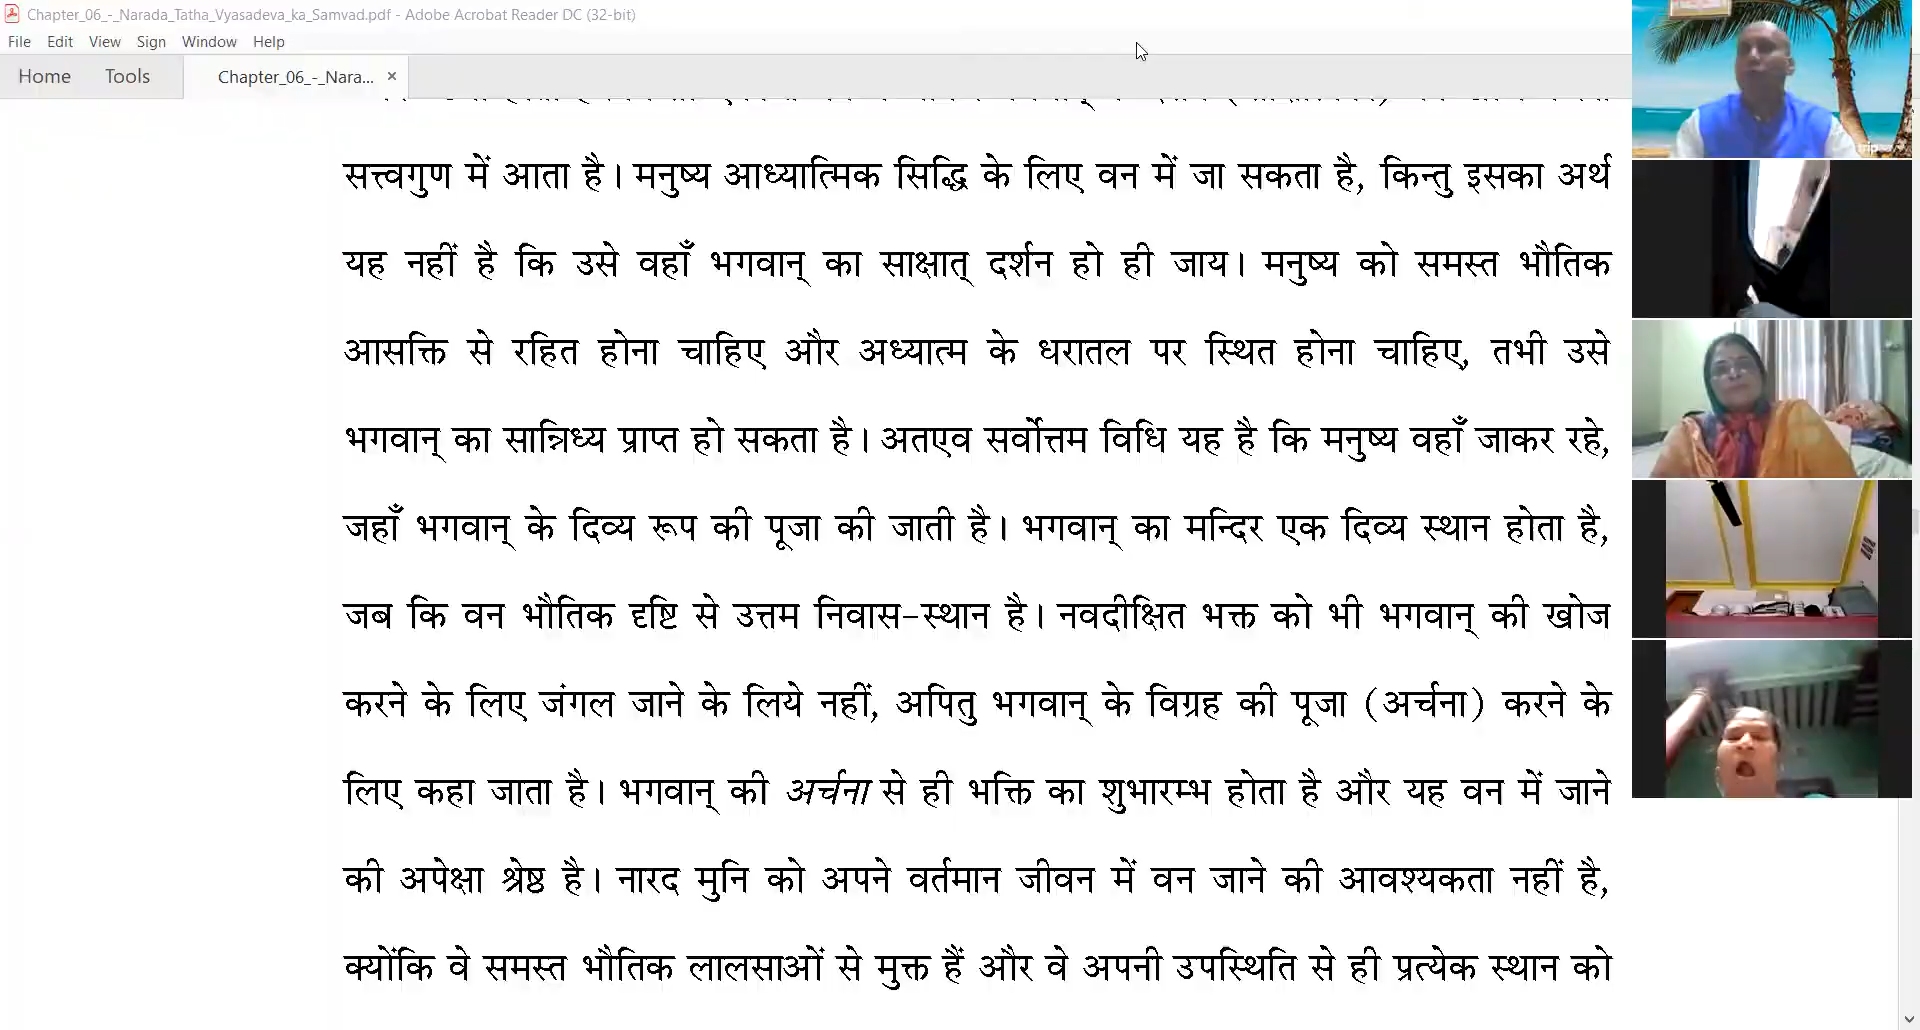 Chapter_06_-_Narada_Tatha_Vyasadeva_ka_Samvad.pdf - Adobe Acrobat Reader DC (32-bit)
File Edit View Sign Window Help
Home Tools Chapter_06_-_Nara... ×
सत्त्वगुण में आता है। मनुष्य आध्यात्मिक सिद्धि के लिए वन में जा सकता है, किन्तु इसका अर्थ
यह नहीं है कि उसे वहाँ भगवान् का साक्षात् दर्शन हो ही जाय। मनुष्य को समस्त भौतिक
आसक्ति से रहित होना चाहिए और अध्यात्म के धरातल पर स्थित होना चाहिए, तभी उसे
भगवान् का सान्निध्य प्राप्त हो सकता है। अतएव सर्वोत्तम विधि यह है कि मनुष्य वहाँ जाकर रहे,
जहाँ भगवान् के दिव्य रूप की पूजा की जाती है। भगवान् का मन्दिर एक दिव्य स्थान होता है,
जब कि वन भौतिक दृष्टि से उत्तम निवास-स्थान है। नवदीक्षित भक्त को भी भगवान् की खोज
करने के लिए जंगल जाने के लिये नहीं, अपितु भगवान् के विग्रह की पूजा (अर्चना) करने के
लिए कहा जाता है। भगवान् की अर्चना से ही भक्ति का शुभारम्भ होता है और यह वन में जाने
की अपेक्षा श्रेष्ठ है। नारद मुनि को अपने वर्तमान जीवन में वन जाने की आवश्यकता नहीं है,
क्योंकि वे समस्त भौतिक लालसाओं से मुक्त हैं और वे अपनी उपस्थिति से ही प्रत्येक स्थान को